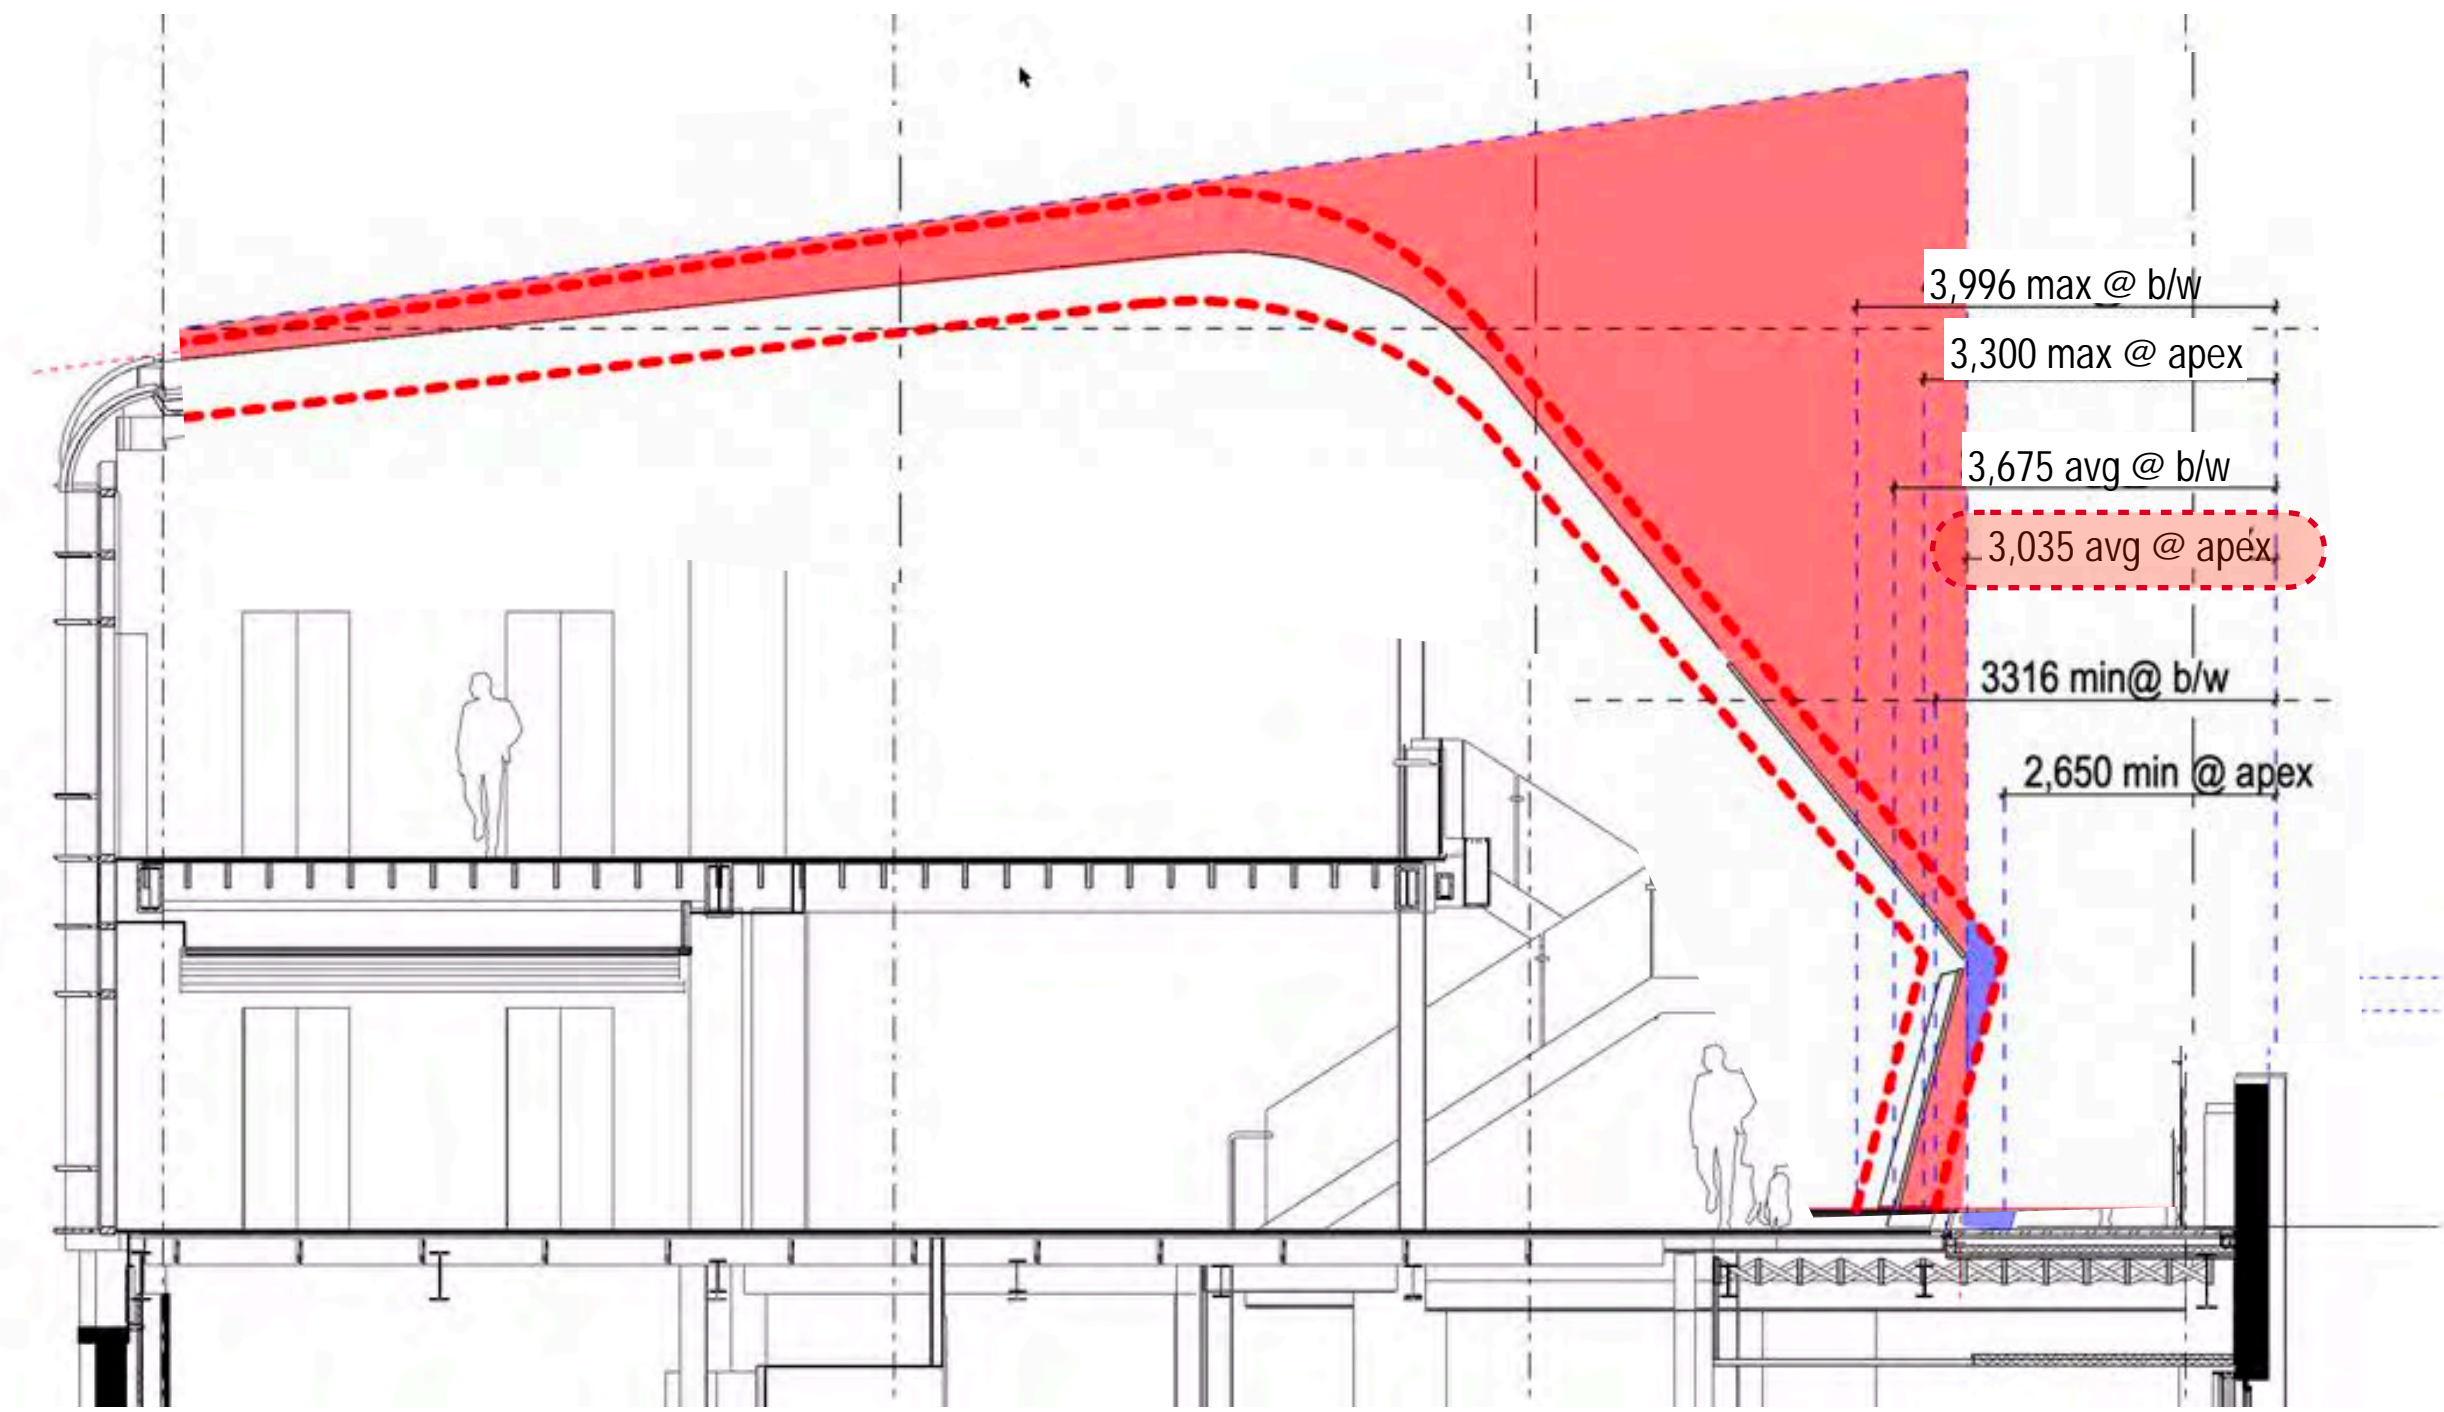 3,996 max @ b/w
3,300 max @ apex
3,675 avg @ b/w
3,035 avg @ apex
3316 min@ b/w
2,650 min @ apex